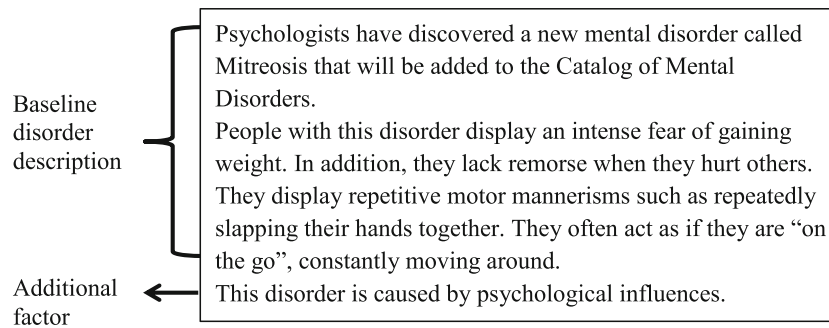 Psychologists have discovered a new mental disorder called
Mitreosis that will be added to the Catalog of Mental
Disorders.
People with this disorder display an intense fear of gaining
weight. In addition, they lack remorse when they hurt others.
They display repetitive motor mannerisms such as repeatedly
slapping their hands together. They often act as if they are “on
the go”, constantly moving around.
This disorder is caused by psychological influences.
Baseline
disorder
description
Additional
factor